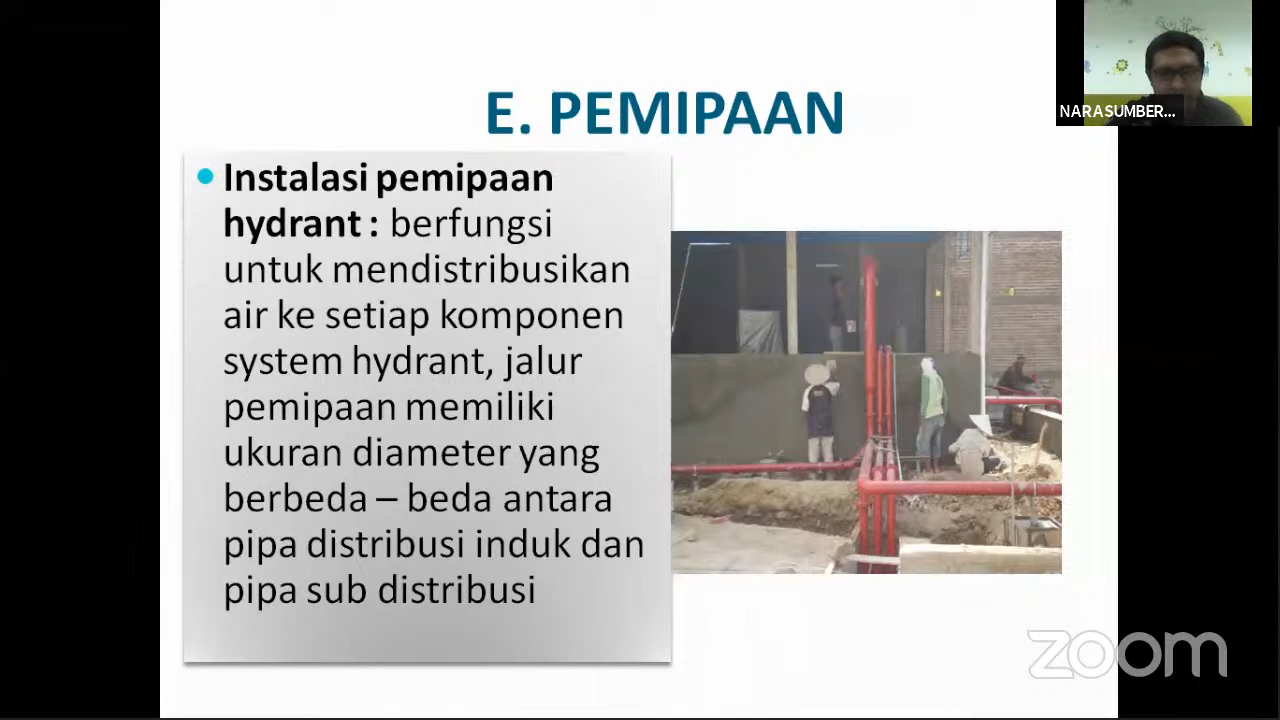 E. PEMIPAAN
NARASUMBER...
Instalasi pemipaan
hydrant : berfungsi
untuk mendistribusikan
air ke setiap komponen
system hydrant, jalur
pemipaan memiliki
ukuran diameter yang
berbeda – beda antara
pipa distribusi induk dan
pipa sub distribusi
zoom